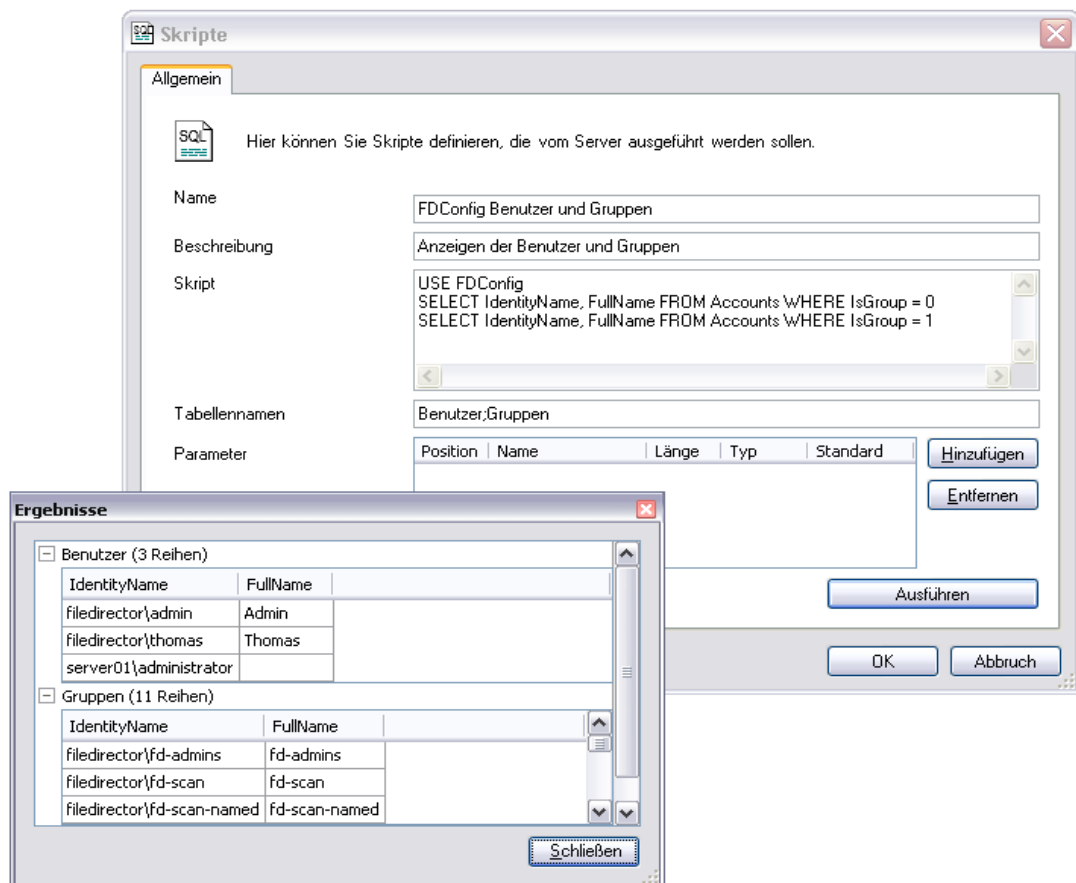 Skripte
Allgemein
SQL
Hier können Sie Skripte definieren, die vom Server ausgeführt werden sollen.
Name
FDConfig Benutzer und Gruppen
Beschreibung
Anzeigen der Benutzer und Gruppen
Skript
USE FDConfig
SELECT IdentityName, FullName FROM Accounts WHERE IsGroup = 0
SELECT IdentityName, FullName FROM Accounts WHERE IsGroup = 1
Tabellennamen
Benutzer;Gruppen
Parameter
Position Name Länge Typ Standard
Hinzufügen
Entfernen
Ausführen
OK Abbruch
Ergebnisse
Benutzer (3 Reihen)
IdentityName FullName
filedirector\admin Admin
filedirector\thomas Thomas
server01\administrator
Gruppen (11 Reihen)
IdentityName FullName
filedirector\fd-admins fd-admins
filedirector\fd-scan fd-scan
filedirector\fd-scan-named fd-scan-named
Schließen